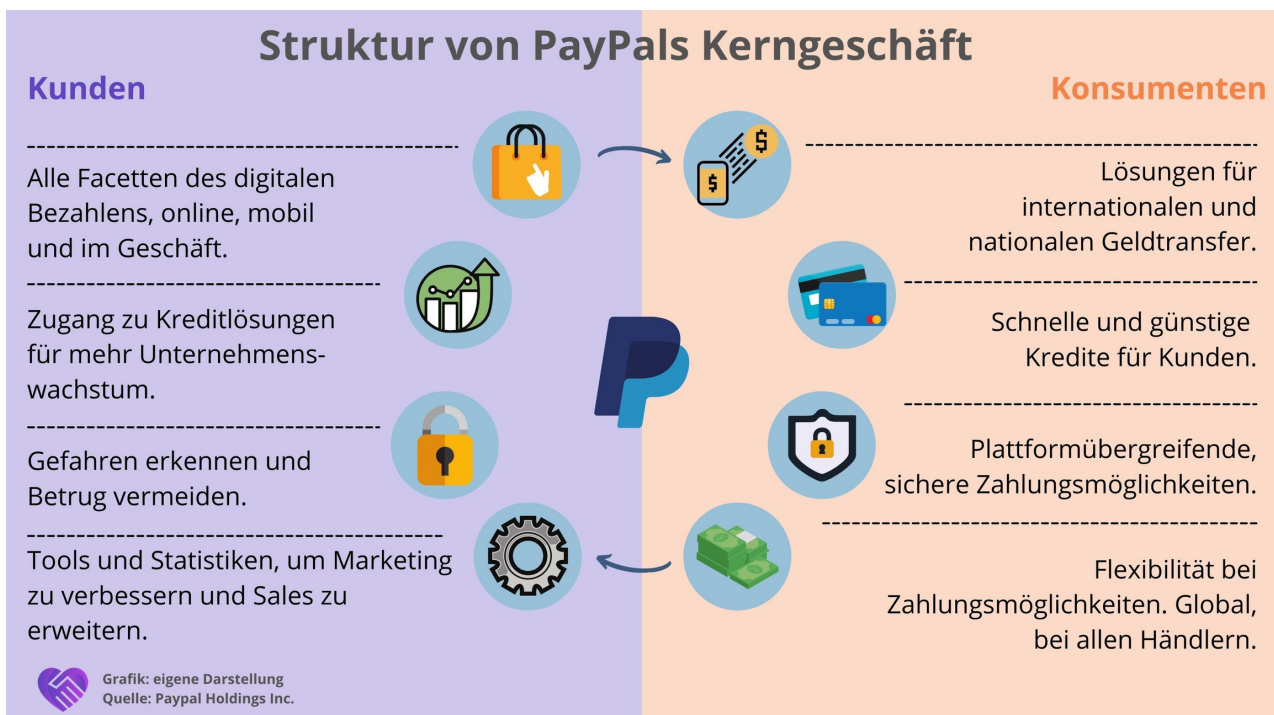 Struktur von PayPals Kerngeschäft
Kunden
Alle Facetten des digitalen
Bezahlens, online, mobil
und im Geschäft.
Zugang zu Kreditlösungen
für mehr Unternehmens-
wachstum.
Gefahren erkennen und
Betrug vermeiden.
Tools und Statistiken, um Marketing
zu verbessern und Sales zu
erweitern.
Konsumenten
Lösungen für
internationalen und
nationalen Geldtransfer.
Schnelle und günstige
Kredite für Kunden.
Plattformübergreifende,
sichere Zahlungsmöglichkeiten.
Flexibilität bei
Zahlungsmöglichkeiten. Global,
bei allen Händlern.
Grafik: eigene Darstellung
Quelle: Paypal Holdings Inc.